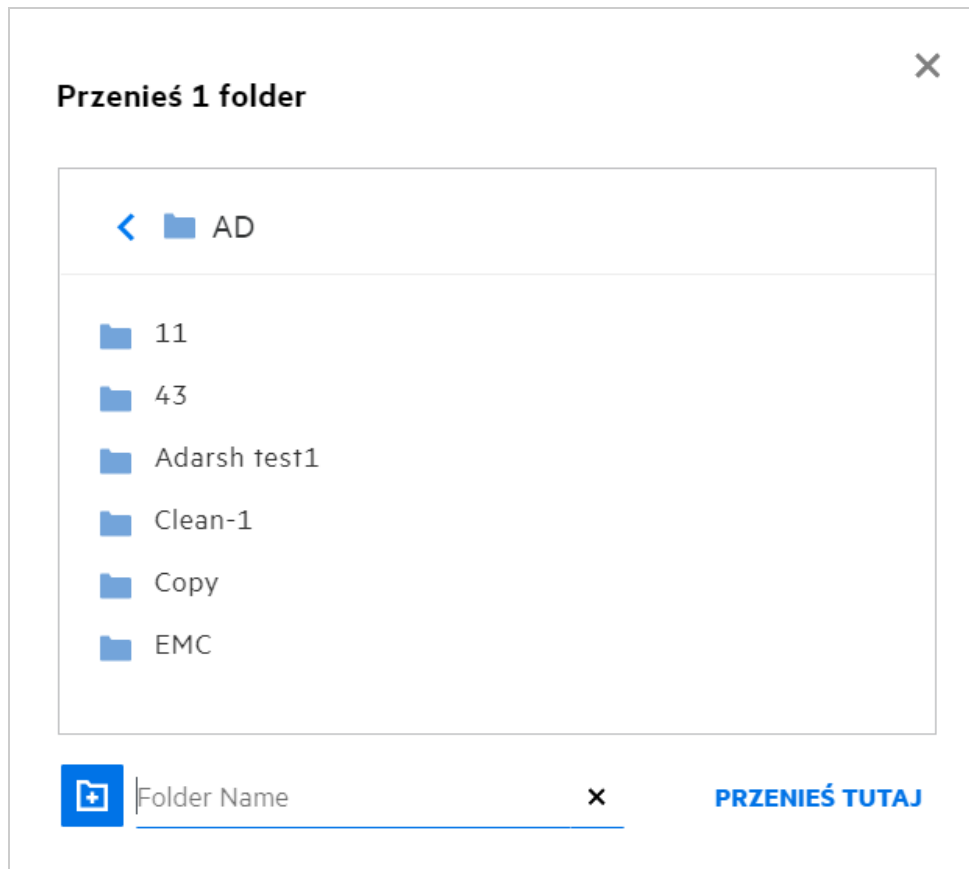 Przenieś 1 folder
AD
11
43
Adarsh test1
Clean-1
Copy
EMC
Folder Name
PRZENIEŚ TUTAJ